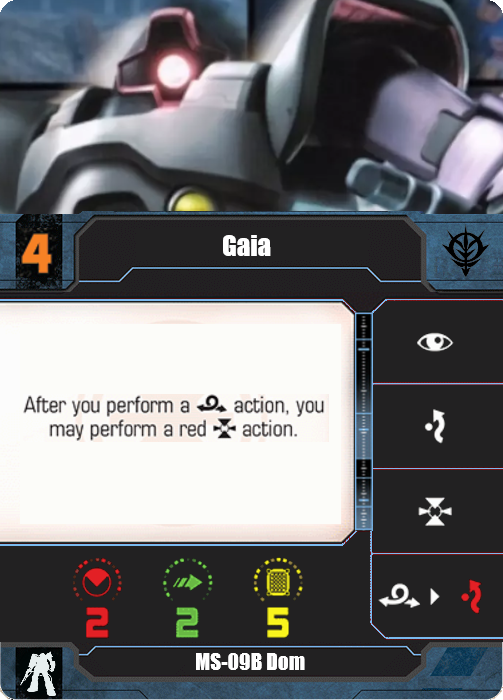 4
Gaia
After you perform a action, you
may perform a red action.
2 2 5
MS-09B Dom